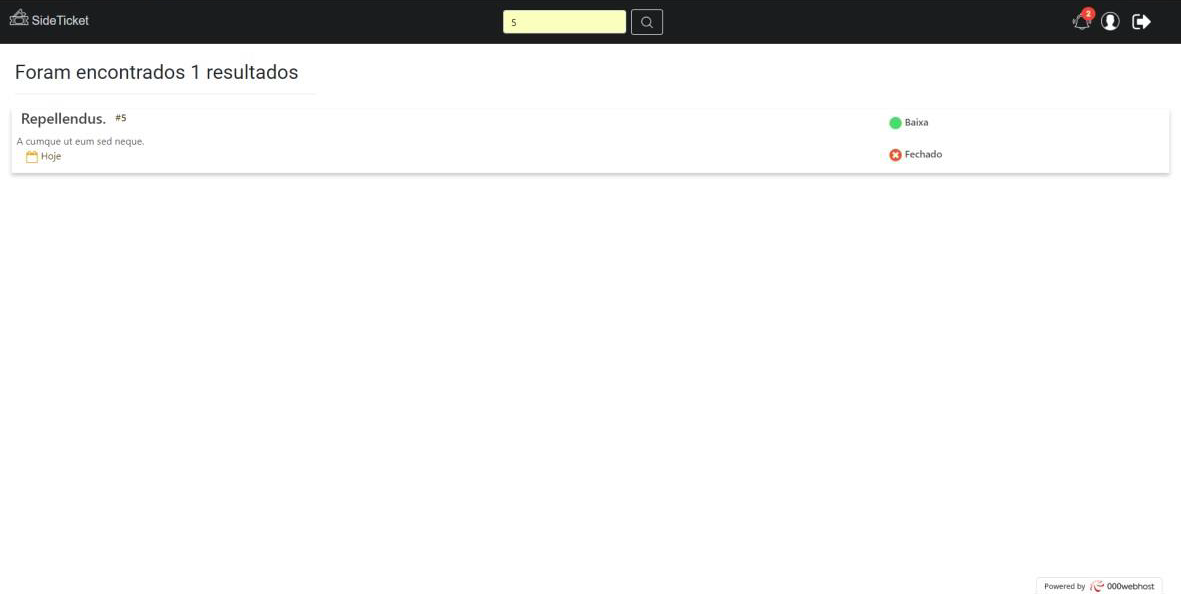 SideTicket
5
2
Foram encontrados 1 resultados
Repellendus. #5
Baixa
A cumque ut eum sed neque.
Hoje
Fechado
Powered by 000webhost